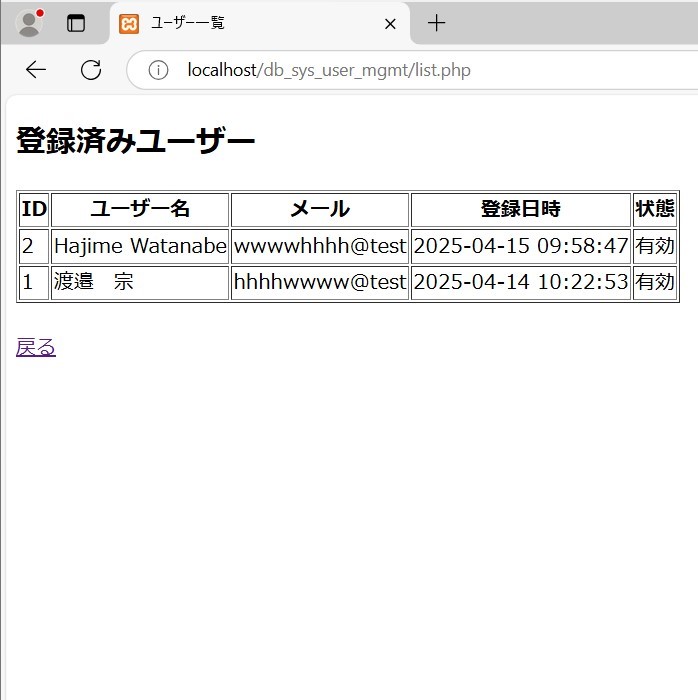 ユーザー一覧
localhost/db_sys_user_mgmt/list.php
登録済みユーザー
ID ユーザー名 メール 登録日時 状態
2 Hajime Watanabe wwwwhhhh@test 2025-04-15 09:58:47 有効
1 渡邉　宗 hhhhwwww@test 2025-04-14 10:22:53 有効
戻る